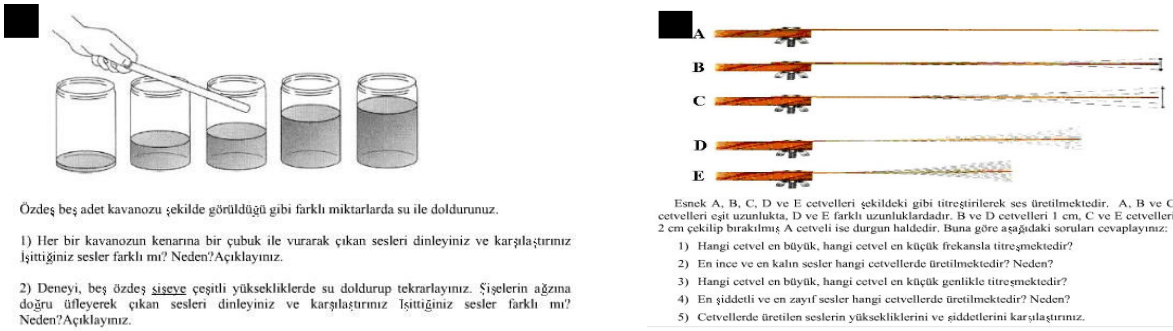 Özdeş beş adet kavanozu şekilde görüldüğü gibi farklı miktarlarda su ile doldurunuz.
1) Her bir kavanozun kenarına bir çubuk ile vurarak çıkan sesleri dinleyiniz ve karşılaştırınız
İşittiğiniz sesler farklı mı? Neden?Açıklayınız.
2) Deneyi, beş özdeş şişeye çeşitli yüksekliklerde su doldurup tekrarlayınız. Şişelerin ağzına
doğru üfleyerek çıkan sesleri dinleyiniz ve karşılaştırınız İşittiğiniz sesler farklı mı?
Neden?Açıklayınız.
A
B
C
D
E
Esnek A, B, C, D ve E cetvelleri şekildeki gibi titreştirilerek ses üretilmektedir. A, B ve C
cetvelleri eşit uzunlukta, D ve E farklı uzunluklardadır. B ve D cetvelleri 1 cm, C ve E cetvelleri
2 cm çekilip bırakılmış A cetveli ise durgun haldedir. Buna göre aşağıdaki soruları cevaplayınız:
1) Hangi cetvel en büyük, hangi cetvel en küçük frekansla titreşmektedir?
2) En ince ve en kalın sesler hangi cetvellerde üretilmektedir? Neden?
3) Hangi cetvel en büyük, hangi cetvel en küçük genlikle titreşmektedir?
4) En şiddetli ve en zayıf sesler hangi cetvellerde üretilmektedir? Neden?
5) Cetvellerde üretilen seslerin yüksekliklerini ve şiddetlerini karşılaştırınız.